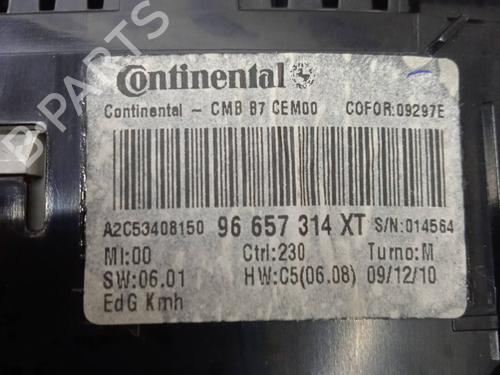 Continental
Continental - CMB B7 CEM00 COFOR:09297E
A2C53408150 96 657 314 XT S/N:014564
MI:00 Ctrl:230 Turno:M
SW:06.01 HW:C5(06.08) 09/12/10
EdG Kmh
B-PARTS